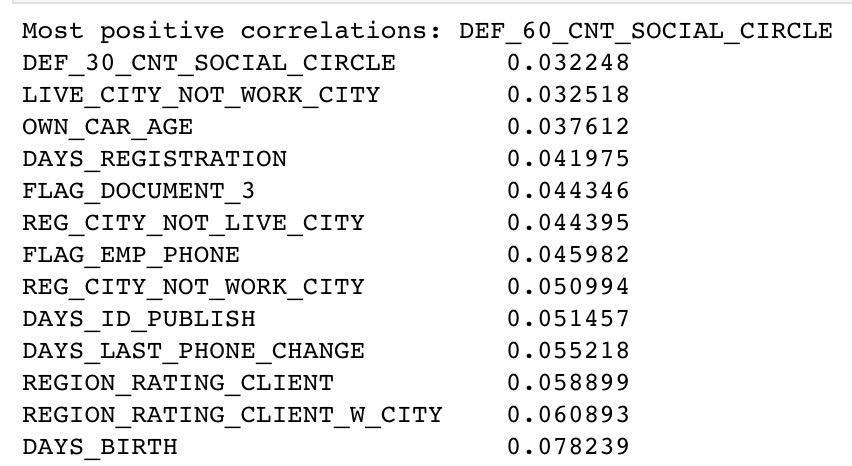 Most positive correlations: DEF_60_CNT_SOCIAL_CIRCLE
DEF_30_CNT_SOCIAL_CIRCLE 0.032248
LIVE_CITY_NOT_WORK_CITY 0.032518
OWN_CAR_AGE 0.037612
DAYS_REGISTRATION 0.041975
FLAG_DOCUMENT_3 0.044346
REG_CITY_NOT_LIVE_CITY 0.044395
FLAG_EMP_PHONE 0.045982
REG_CITY_NOT_WORK_CITY 0.050994
DAYS_ID_PUBLISH 0.051457
DAYS_LAST_PHONE_CHANGE 0.055218
REGION_RATING_CLIENT 0.058899
REGION_RATING_CLIENT_W_CITY 0.060893
DAYS_BIRTH 0.078239